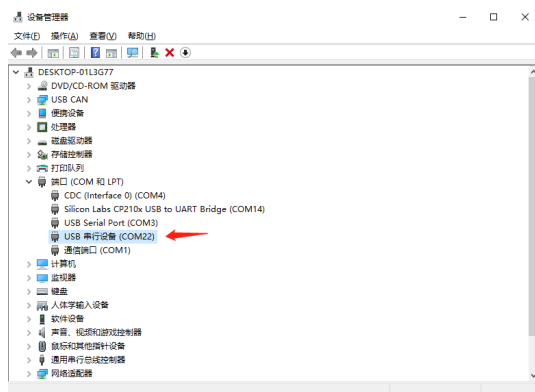 设备管理器
文件(F) 操作(A) 查看(V) 帮助(H)
DESKTOP-01L3G77
DVD/CD-ROM 驱动器
USB CAN
便携设备
处理器
磁盘驱动器
存储控制器
打印队列
端口 (COM 和 LPT)
CDC (Interface 0) (COM4)
Silicon Labs CP210x USB to UART Bridge (COM14)
USB Serial Port (COM3)
USB 串行设备 (COM22)
通信端口 (COM1)
计算机
监视器
键盘
人体学输入设备
软件设备
声音、视频和游戏控制器
鼠标和其他指针设备
通用串行总线控制器
网络适配器